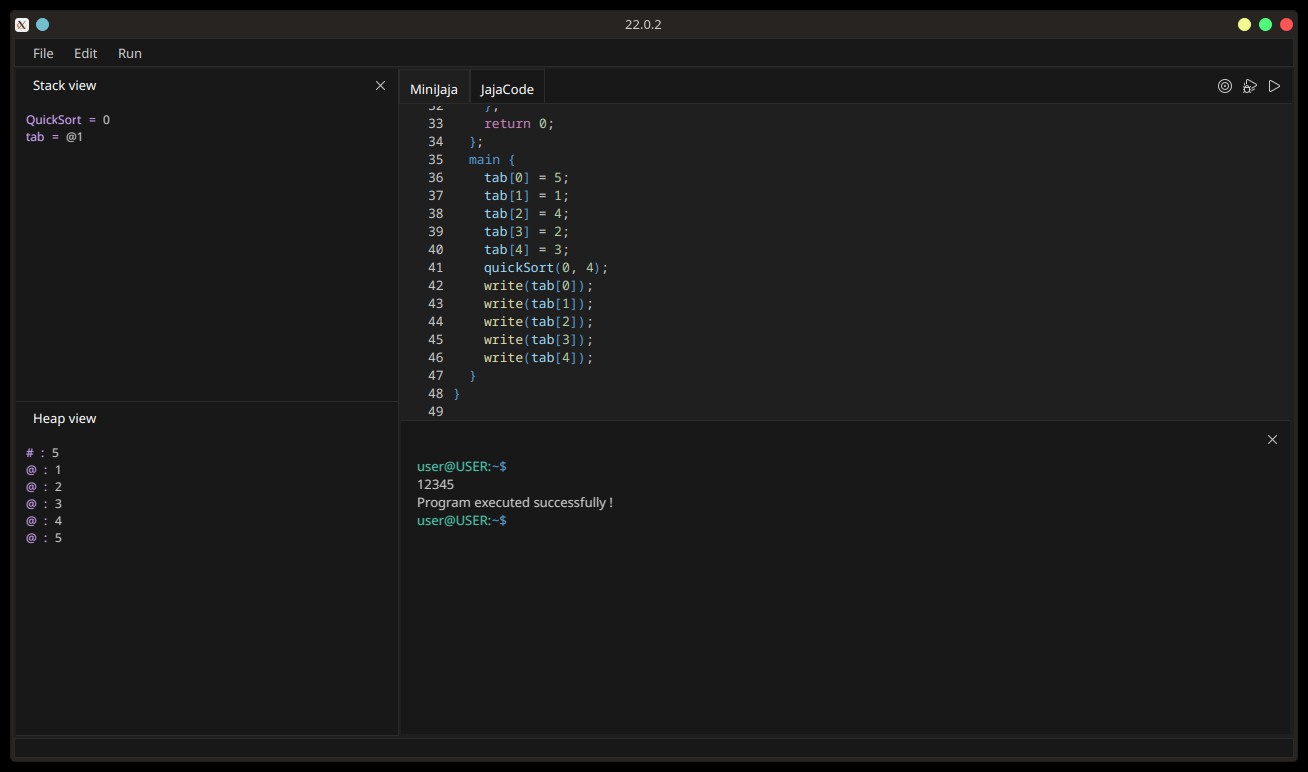 22.0.2
File Edit Run
Stack view
QuickSort = 0
tab = @1
Heap view
# : 5
@ : 1
@ : 2
@ : 3
@ : 4
@ : 5
MiniJaja JajaCode
32 };
33 return 0;
34 };
35 main {
36 tab[0] = 5;
37 tab[1] = 1;
38 tab[2] = 4;
39 tab[3] = 2;
40 tab[4] = 3;
41 quickSort(0, 4);
42 write(tab[0]);
43 write(tab[1]);
44 write(tab[2]);
45 write(tab[3]);
46 write(tab[4]);
47 }
48 }
49
user@USER:~$
12345
Program executed successfully !
user@USER:~$